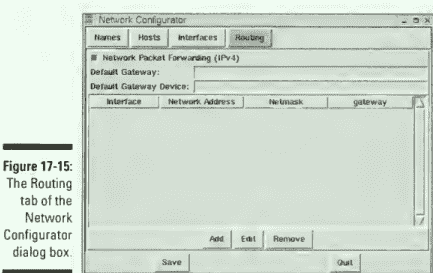 Network Configurator
Names Hosts Interfaces Routing
Network Packet Forwarding (IPv4)
Default Gateway:
Default Gateway Device:
Interface Network Address Netmask gateway
Add Edit Remove
Save Quit
Figure 17-15:
The Routing
tab of the
Network
Configurator
dialog box.